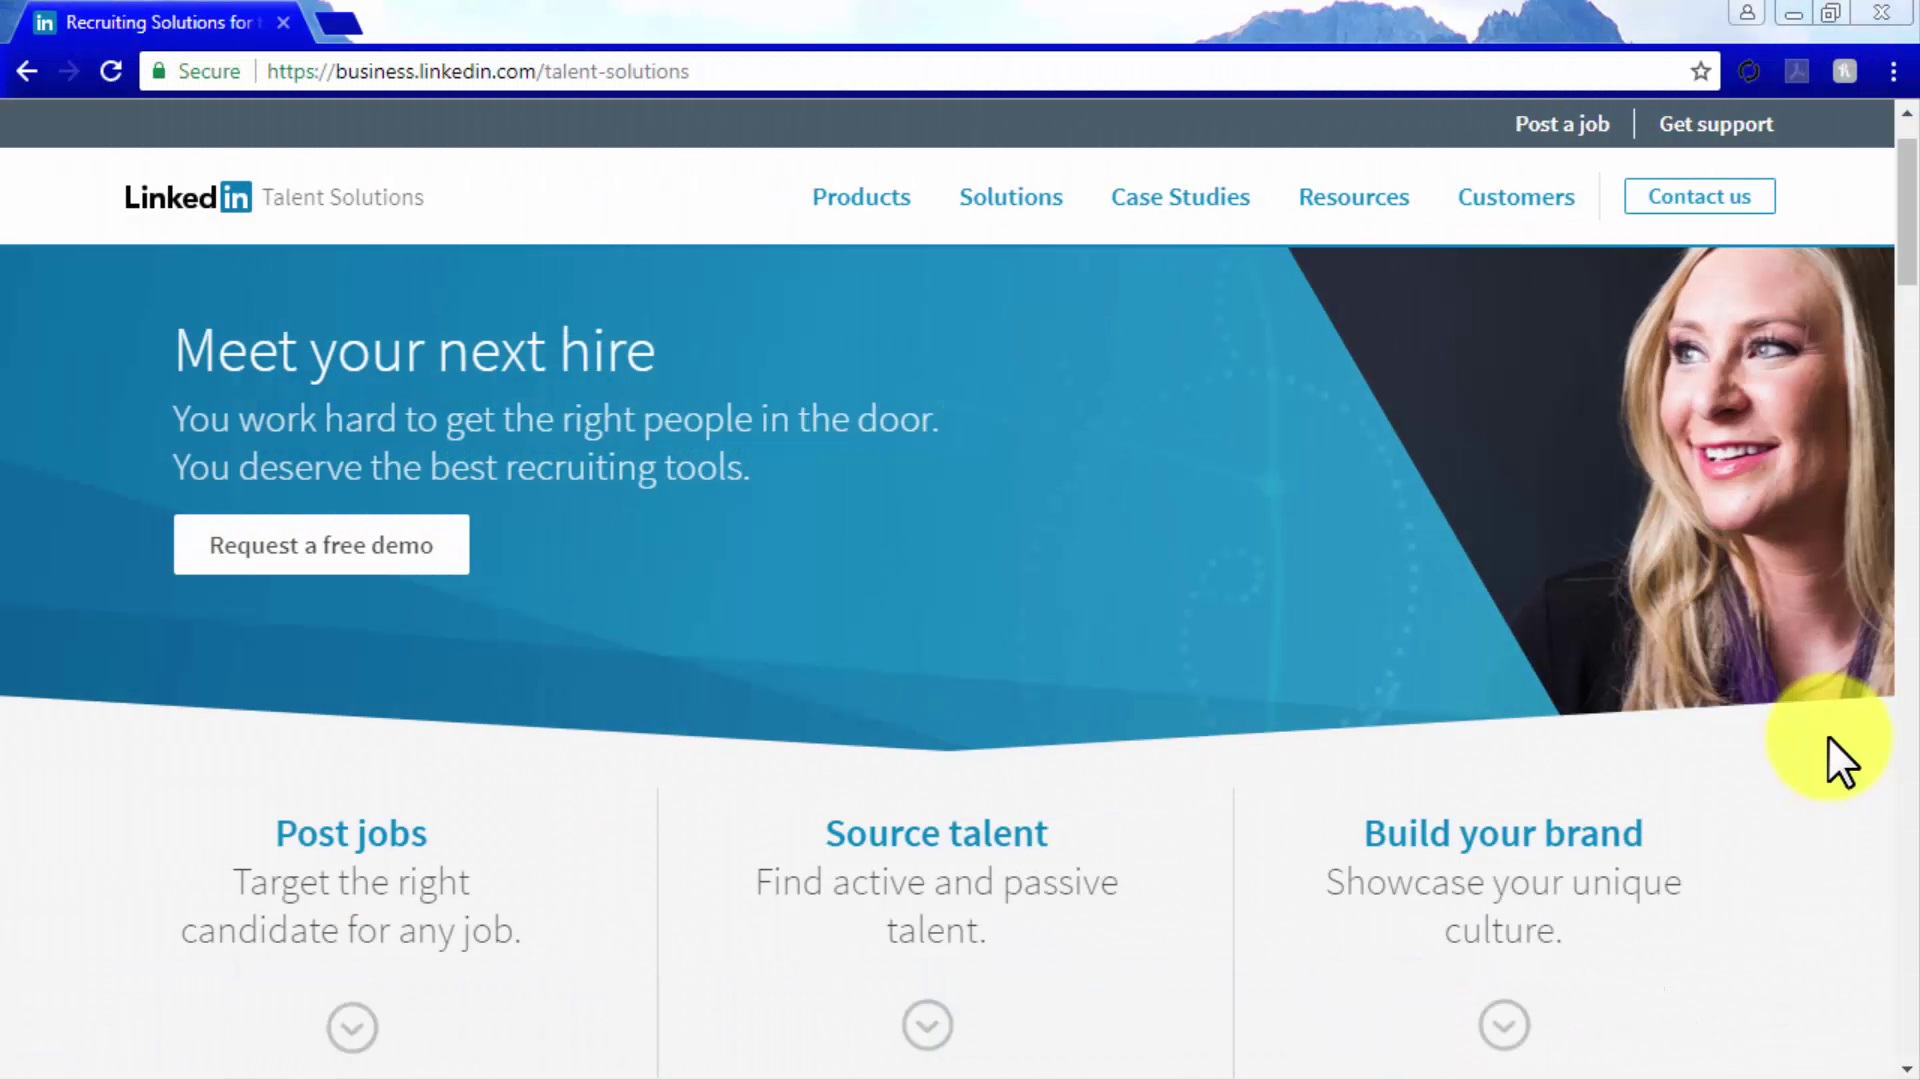 Recruiting Solutions for
Secure
https://business.linkedin.com/talent-solutions
Post a job
Get support
Linkedin Talent Solutions
Products
Solutions
Case Studies
Resources
Customers
Contact us
Meet your next hire
You work hard to get the right people in the door.
You deserve the best recruiting tools.
Request a free demo
Post jobs
Target the right
candidate for any job.
Source talent
Find active and passive
talent.
Build your brand
Showcase your unique
culture.